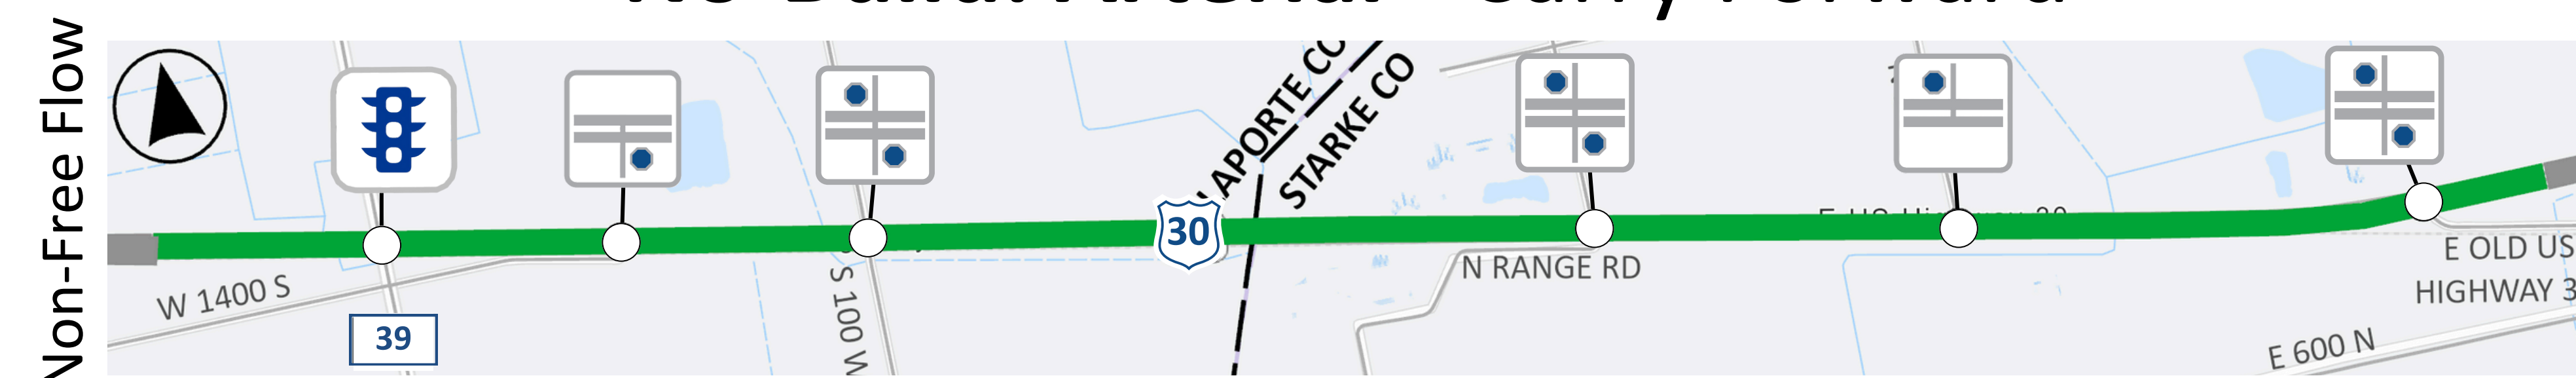 Non-Free Flow
LAPORTE CO
STARKE CO
30
N RANGE RD
W 1400 S
39
S 100 W
E OLD US
HIGHWAY 3
E 600 N